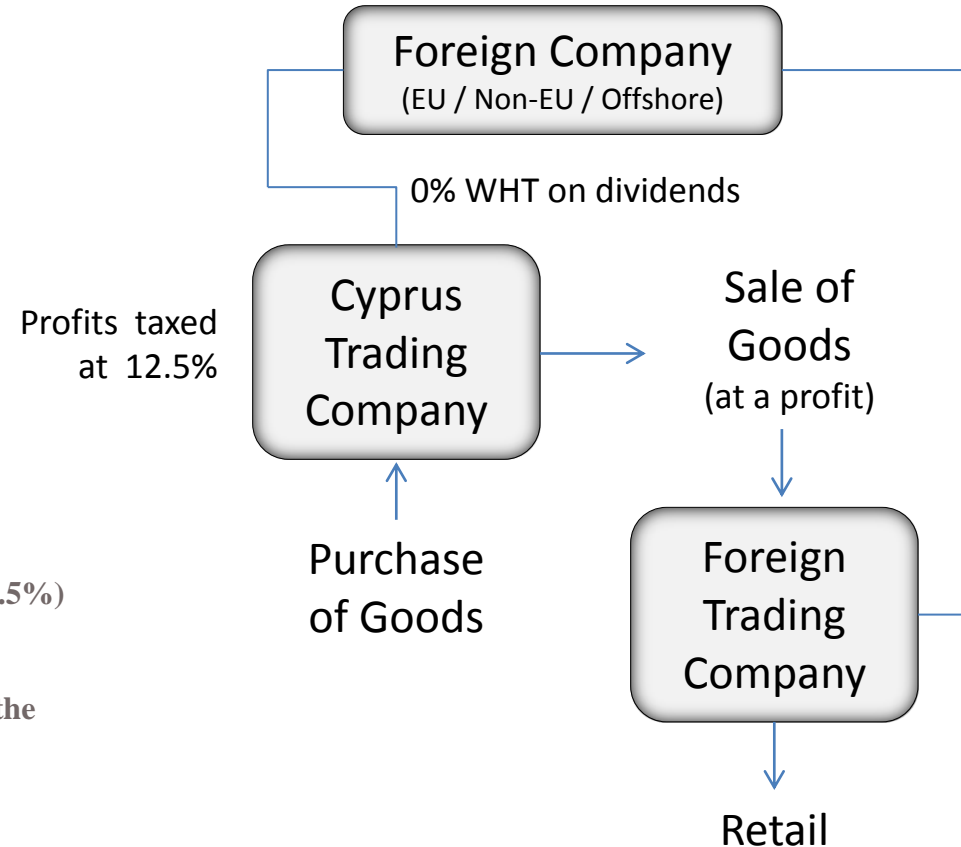 Foreign Company
(EU / Non-EU / Offshore)
0% WHT on dividends
Profits taxed
at 12.5%
Cyprus
Trading
Company
Sale of
Goods
(at a profit)
Purchase
of Goods
.5%)
the
Foreign
Trading
Company
Retail